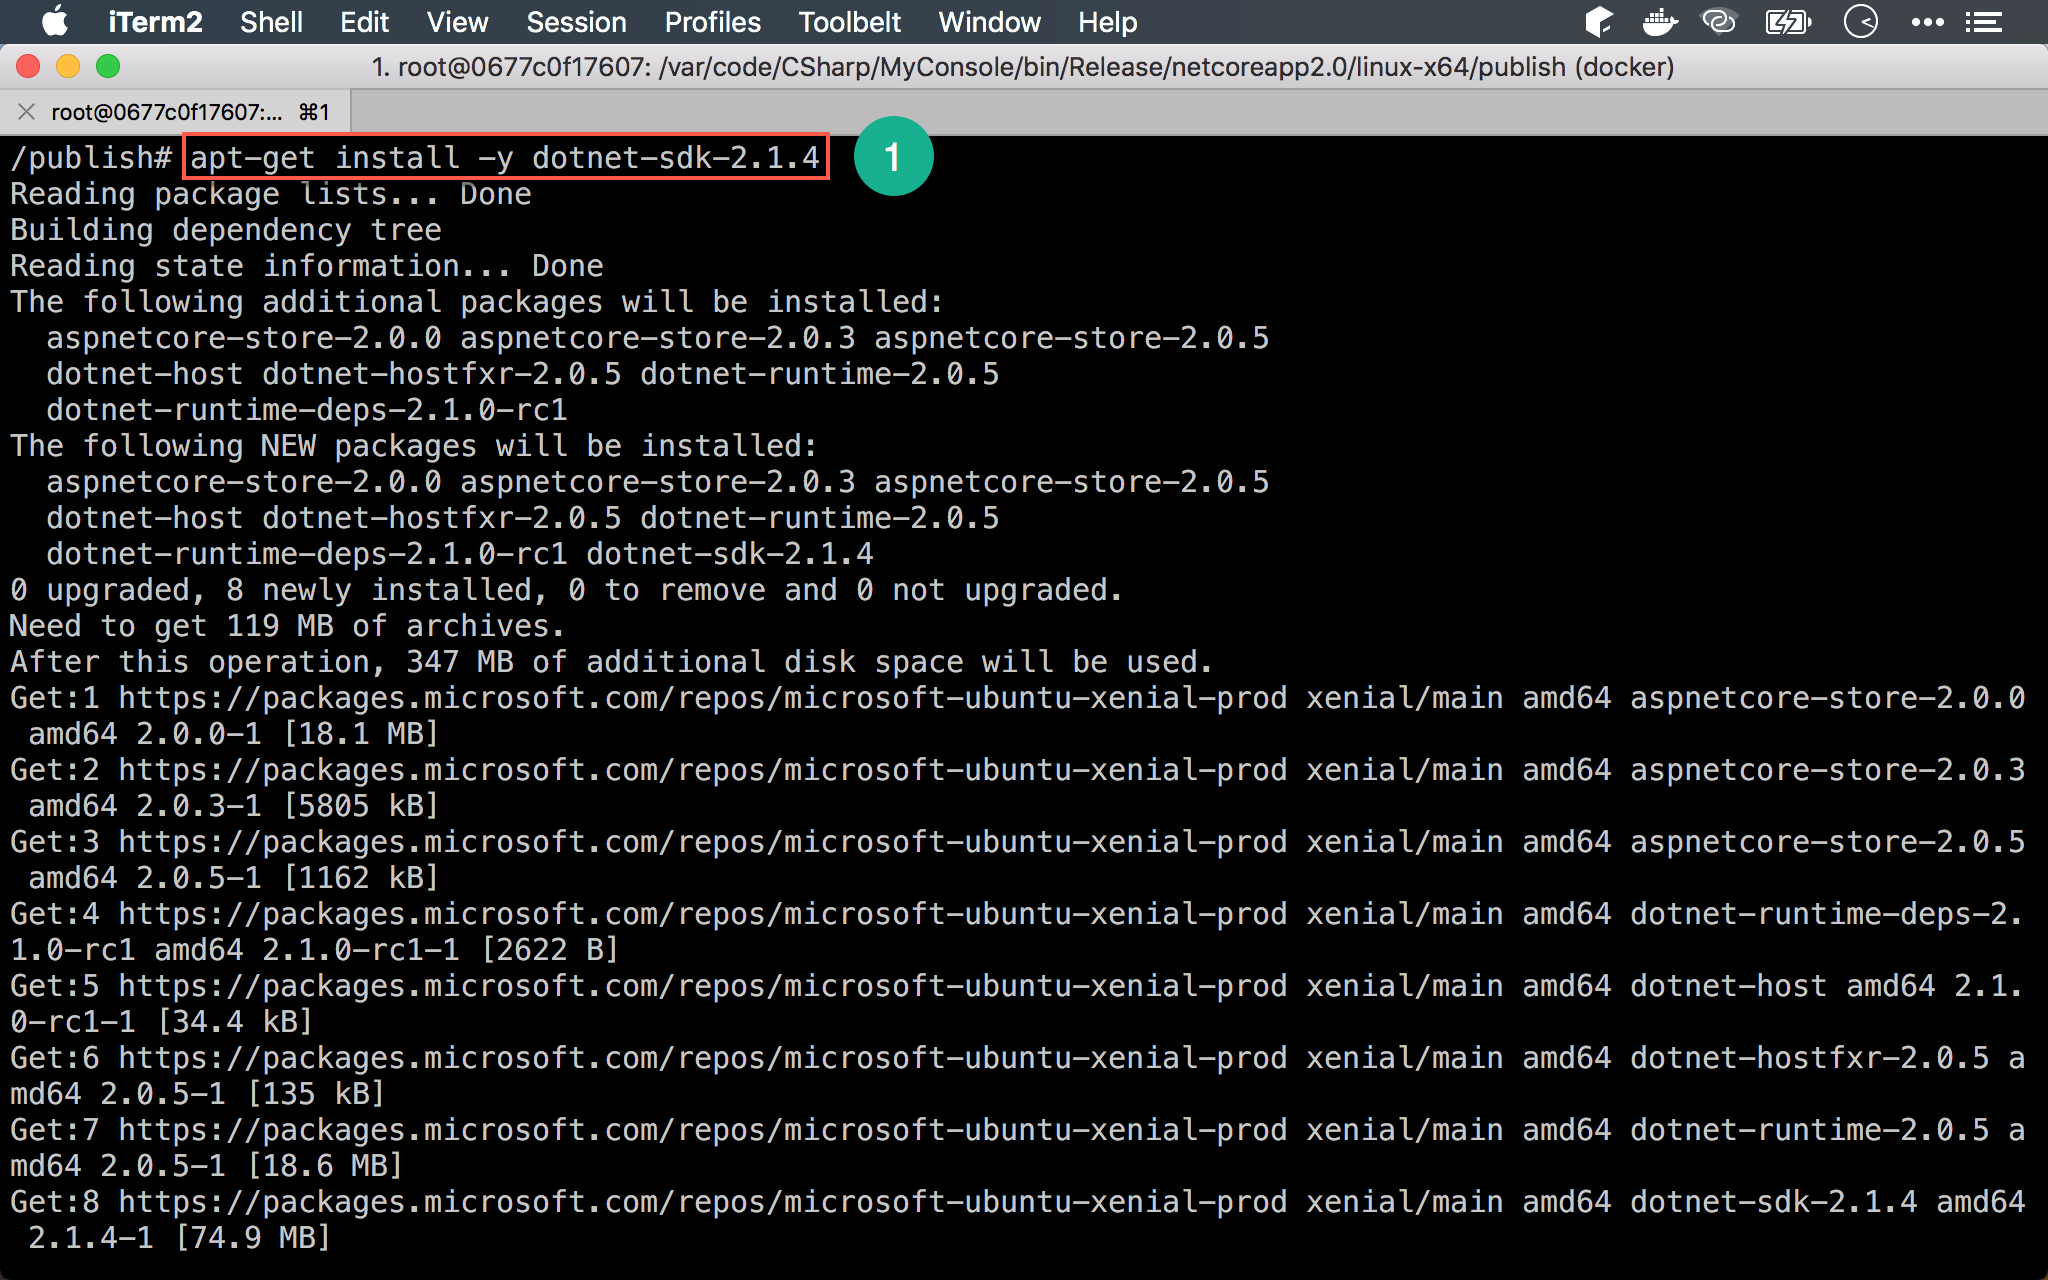 iTerm2 Shell Edit View Session Profiles Toolbelt Window Help
1. root@0677c0f17607: /var/code/CSharp/MyConsole/bin/Release/netcoreapp2.0/linux-x64/publish (docker)
root@0677c0f17607:... ⌘1
/publish# apt-get install -y dotnet-sdk-2.1.4
1
Reading package lists... Done
Building dependency tree
Reading state information... Done
The following additional packages will be installed:
  aspnetcore-store-2.0.0 aspnetcore-store-2.0.3 aspnetcore-store-2.0.5
  dotnet-host dotnet-hostfxr-2.0.5 dotnet-runtime-2.0.5
  dotnet-runtime-deps-2.1.0-rc1
The following NEW packages will be installed:
  aspnetcore-store-2.0.0 aspnetcore-store-2.0.3 aspnetcore-store-2.0.5
  dotnet-host dotnet-hostfxr-2.0.5 dotnet-runtime-2.0.5
  dotnet-runtime-deps-2.1.0-rc1 dotnet-sdk-2.1.4
0 upgraded, 8 newly installed, 0 to remove and 0 not upgraded.
Need to get 119 MB of archives.
After this operation, 347 MB of additional disk space will be used.
Get:1 https://packages.microsoft.com/repos/microsoft-ubuntu-xenial-prod xenial/main amd64 aspnetcore-store-2.0.0
 amd64 2.0.0-1 [18.1 MB]
Get:2 https://packages.microsoft.com/repos/microsoft-ubuntu-xenial-prod xenial/main amd64 aspnetcore-store-2.0.3
 amd64 2.0.3-1 [5805 kB]
Get:3 https://packages.microsoft.com/repos/microsoft-ubuntu-xenial-prod xenial/main amd64 aspnetcore-store-2.0.5
 amd64 2.0.5-1 [1162 kB]
Get:4 https://packages.microsoft.com/repos/microsoft-ubuntu-xenial-prod xenial/main amd64 dotnet-runtime-deps-2.
1.0-rc1 amd64 2.1.0-rc1-1 [2622 B]
Get:5 https://packages.microsoft.com/repos/microsoft-ubuntu-xenial-prod xenial/main amd64 dotnet-host amd64 2.1.
0-rc1-1 [34.4 kB]
Get:6 https://packages.microsoft.com/repos/microsoft-ubuntu-xenial-prod xenial/main amd64 dotnet-hostfxr-2.0.5 a
md64 2.0.5-1 [135 kB]
Get:7 https://packages.microsoft.com/repos/microsoft-ubuntu-xenial-prod xenial/main amd64 dotnet-runtime-2.0.5 a
md64 2.0.5-1 [18.6 MB]
Get:8 https://packages.microsoft.com/repos/microsoft-ubuntu-xenial-prod xenial/main amd64 dotnet-sdk-2.1.4 amd64
 2.1.4-1 [74.9 MB]